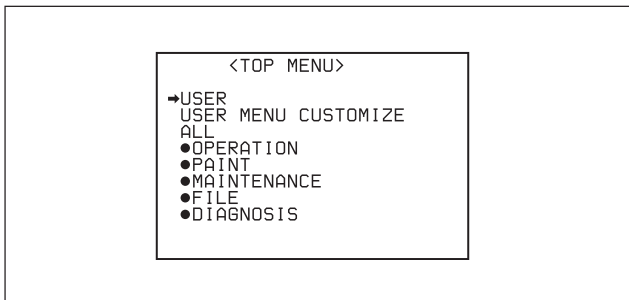 <TOP MENU>
➡USER
USER MENU CUSTOMIZE
ALL
●OPERATION
●PAINT
●MAINTENANCE
●FILE
●DIAGNOSIS